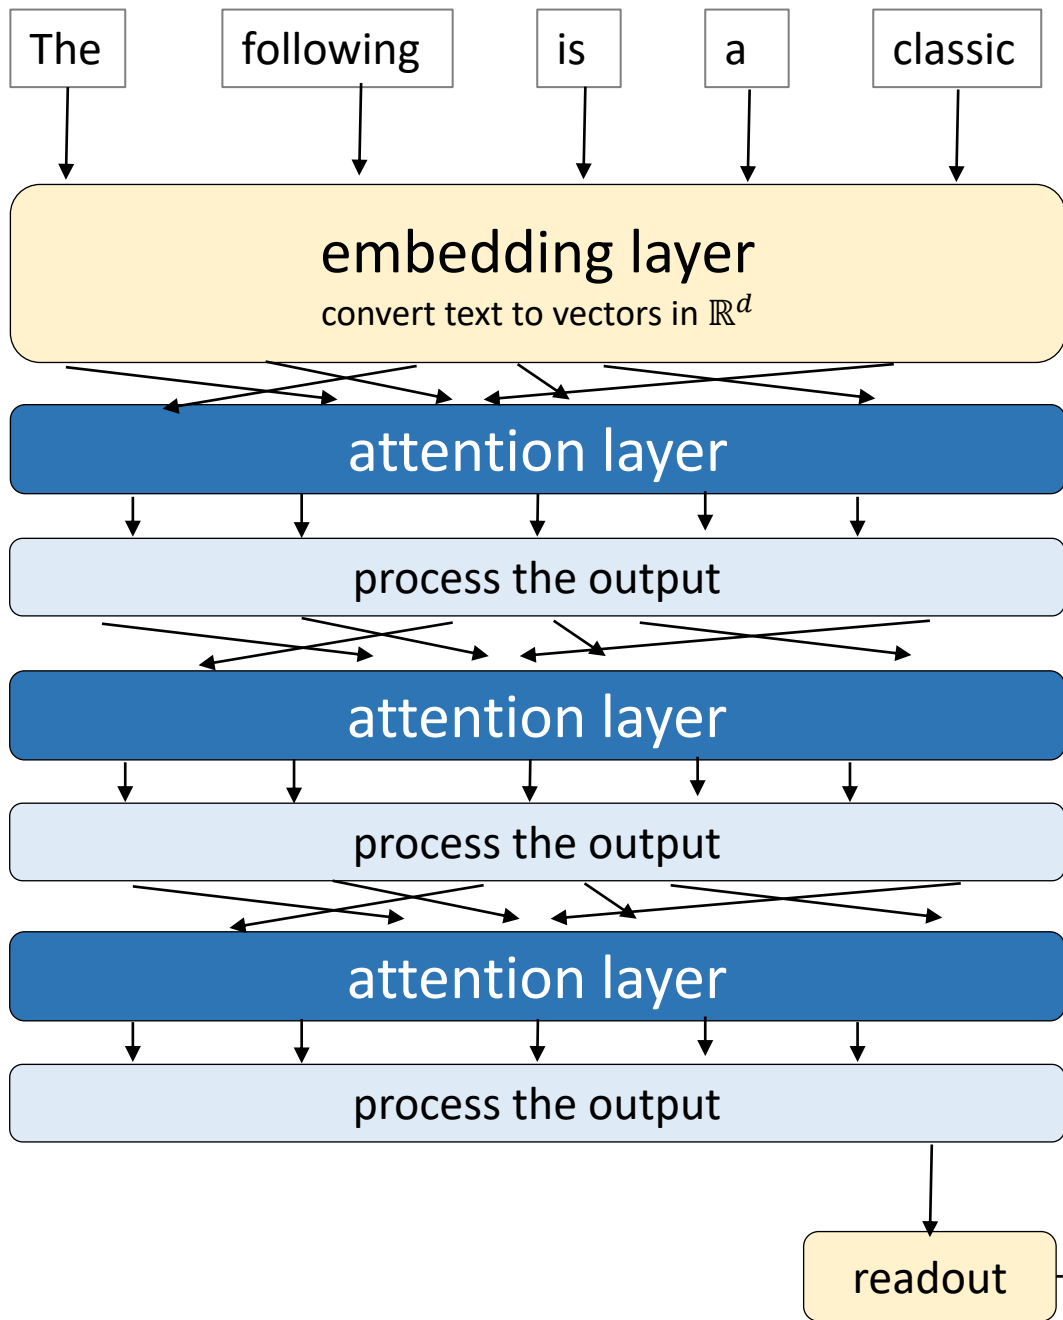 The following is a classic
embedding layer
convert text to vectors in ℝ^d
attention layer
process the output
attention layer
process the output
attention layer
process the output
readout